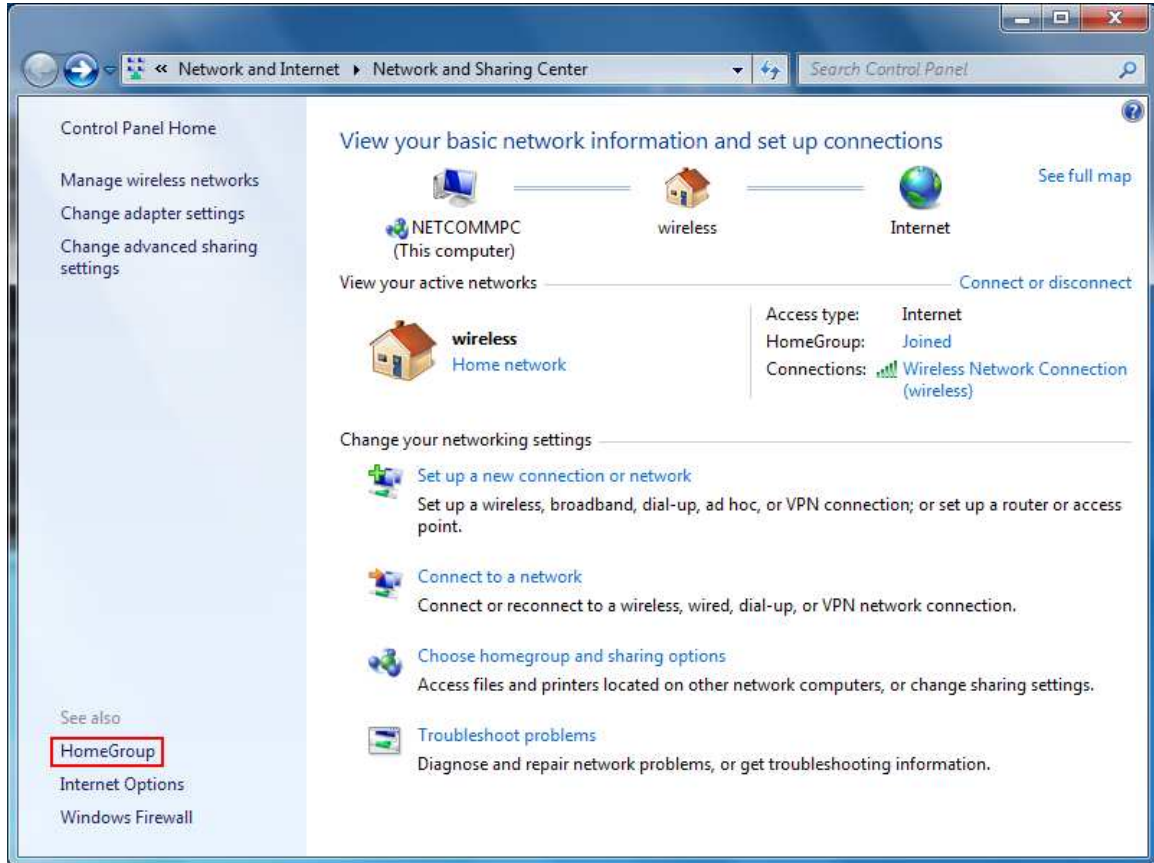 « Network and Internet ▸ Network and Sharing Center
Search Control Panel
Control Panel Home
Manage wireless networks
Change adapter settings
Change advanced sharing
settings
See also
HomeGroup
Internet Options
Windows Firewall
View your basic network information and set up connections
See full map
NETCOMMPC
(This computer)
wireless
Internet
View your active networks
Connect or disconnect
wireless
Home network
Access type: Internet
HomeGroup: Joined
Connections: Wireless Network Connection
(wireless)
Change your networking settings
Set up a new connection or network
Set up a wireless, broadband, dial-up, ad hoc, or VPN connection; or set up a router or access
point.
Connect to a network
Connect or reconnect to a wireless, wired, dial-up, or VPN network connection.
Choose homegroup and sharing options
Access files and printers located on other network computers, or change sharing settings.
Troubleshoot problems
Diagnose and repair network problems, or get troubleshooting information.